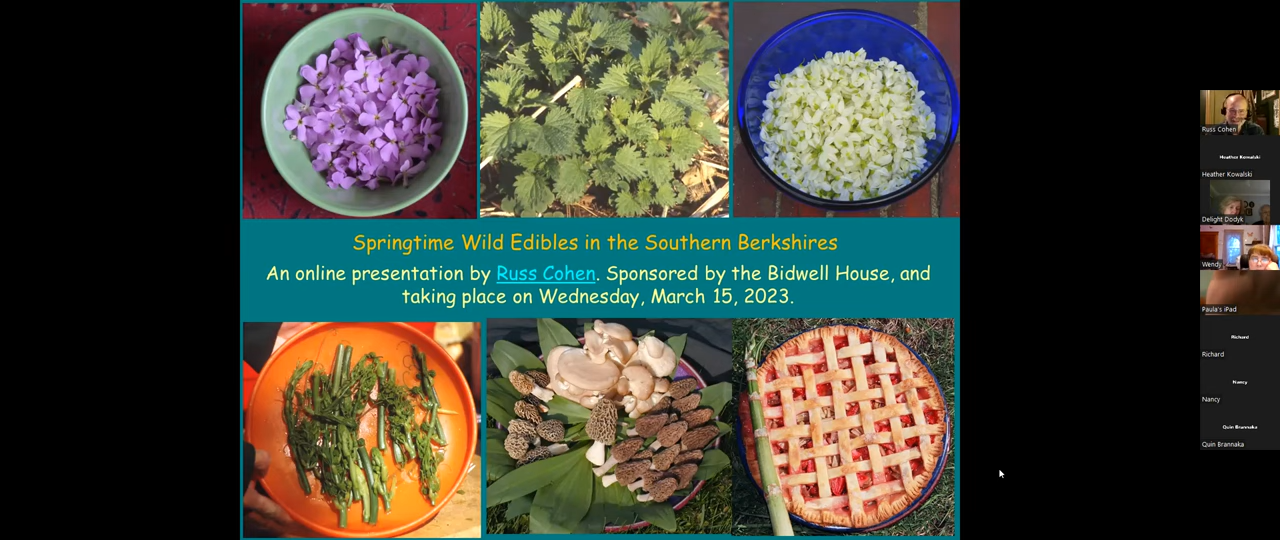 Springtime Wild Edibles in the Southern Berkshires
An online presentation by Russ Cohen. Sponsored by the Bidwell House, and
taking place on Wednesday, March 15, 2023.
Russ Cohen
Heather Kowalski
Heather Kowalski
Delight Dodyk
Wendy
Paula's iPad
Richard
Richard
Nancy
Nancy
Quin Brannaka
Quin Brannaka